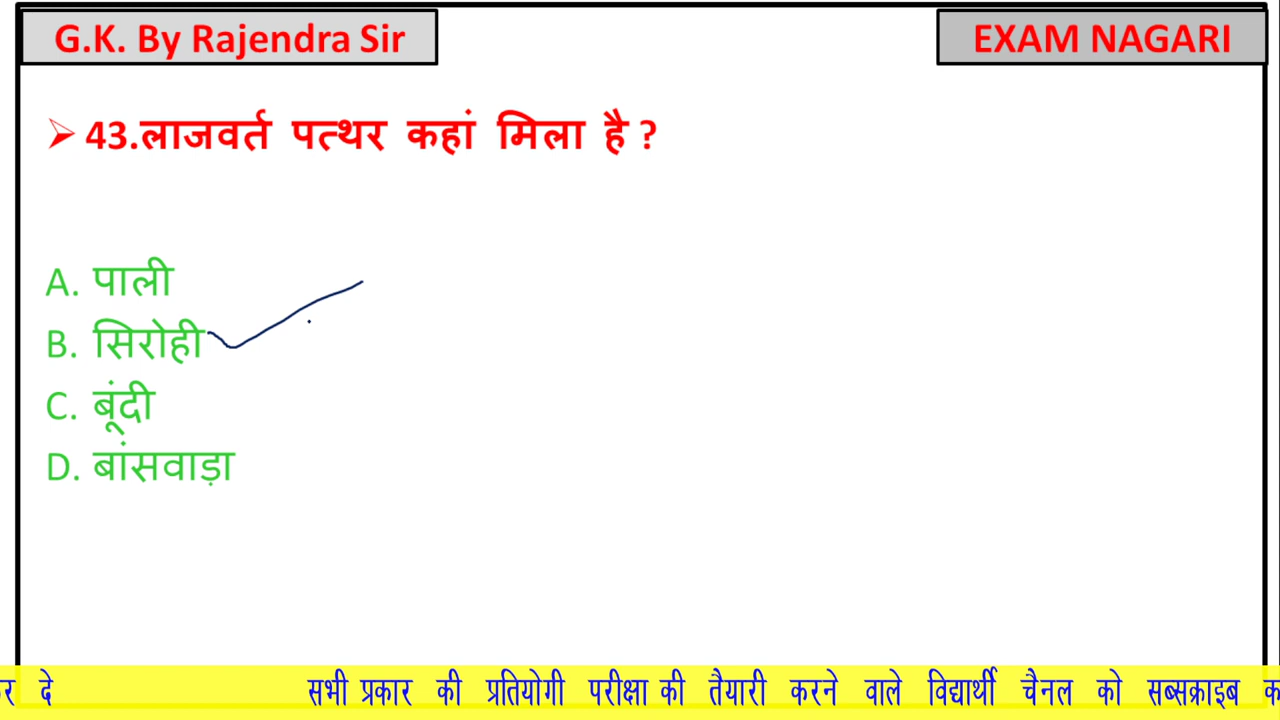 G.K. By Rajendra Sir
EXAM NAGARI
➢ 43.लाजवर्त पत्थर कहां मिला है ?
A. पाली
B. सिरोही
C. बूंदी
D. बांसवाड़ा
दे सभी प्रकार की प्रतियोगी परीक्षा की तैयारी करने वाले विद्यार्थी चैनल को सब्सक्राइब